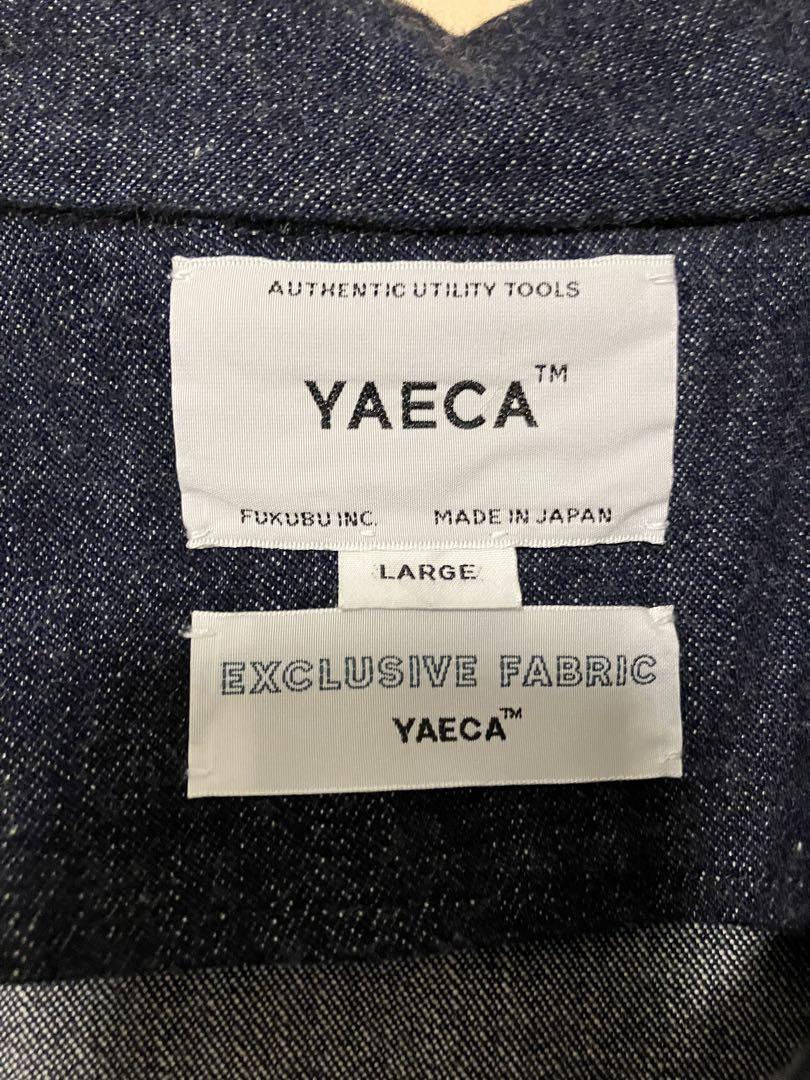 AUTHENTIC UTILITY TOOLS
YAECA™
FUKUBU INC. MADE IN JAPAN
LARGE
EXCLUSIVE FABRIC
YAECA™